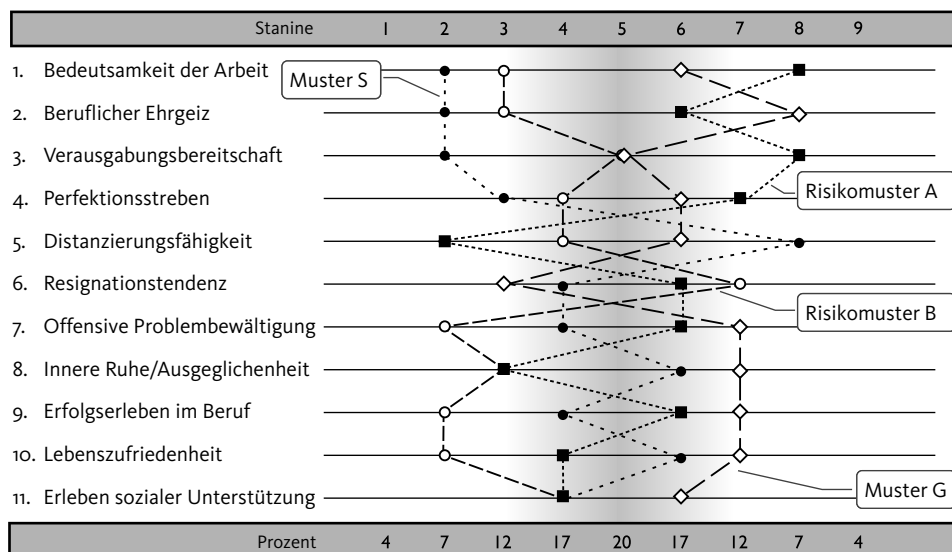 Stanine 1 2 3 4 5 6 7 8 9
1. Bedeutsamkeit der Arbeit
Muster S
2. Beruflicher Ehrgeiz
3. Verausgabungsbereitschaft
4. Perfektionsstreben
Risikomuster A
5. Distanzierungsfähigkeit
6. Resignationstendenz
Risikomuster B
7. Offensive Problembewältigung
8. Innere Ruhe/Ausgeglichenheit
9. Erfolgserleben im Beruf
10. Lebenszufriedenheit
Muster G
11. Erleben sozialer Unterstützung
Prozent 4 7 12 17 20 17 12 7 4